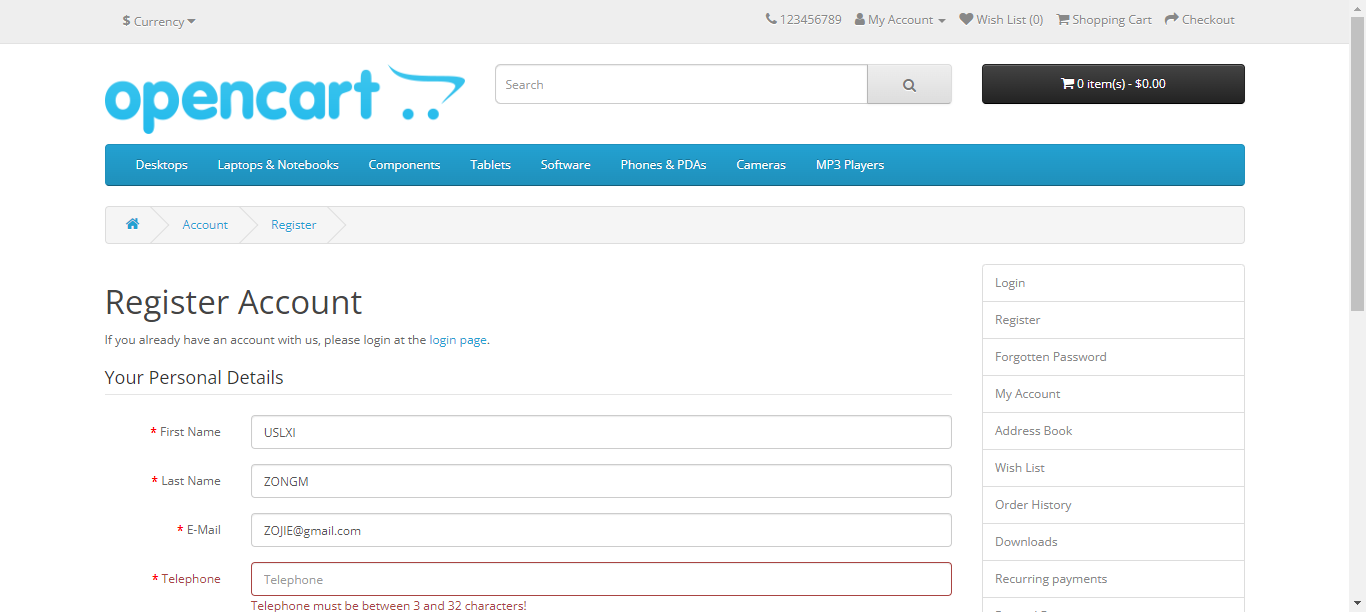 $ Currency
123456789 My Account Wish List (0) Shopping Cart Checkout
opencart
Search
0 item(s) - $0.00
Desktops Laptops & Notebooks Components Tablets Software Phones & PDAs Cameras MP3 Players
Account Register
Register Account
If you already have an account with us, please login at the login page.
Your Personal Details
* First Name USLXI
* Last Name ZONGM
* E-Mail ZOJIE@gmail.com
* Telephone Telephone
Telephone must be between 3 and 32 characters!
Login
Register
Forgotten Password
My Account
Address Book
Wish List
Order History
Downloads
Recurring payments